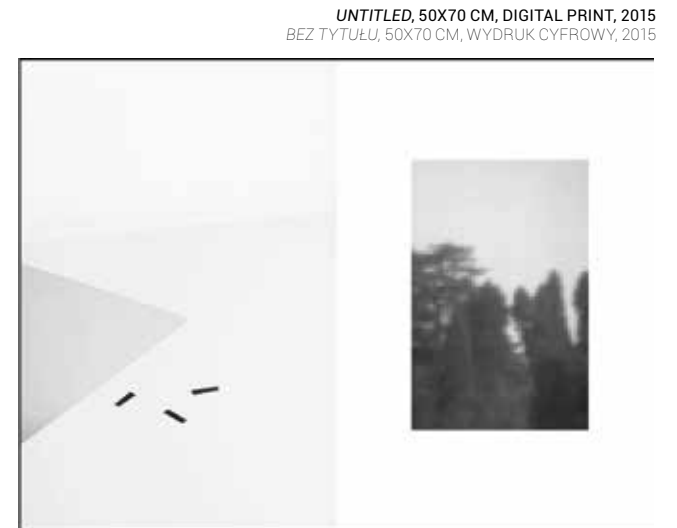 UNTITLED, 50X70 CM, DIGITAL PRINT, 2015
BEZ TYTUŁU, 50X70 CM, WYDRUK CYFROWY, 2015